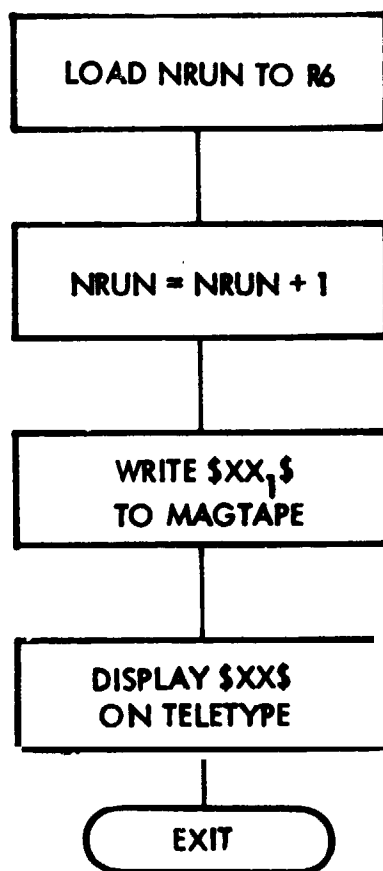 LOAD NRUN TO R6
NRUN = NRUN + 1
WRITE $XX₁$
TO MAGTAPE
DISPLAY $XX$
ON TELETYPE
EXIT